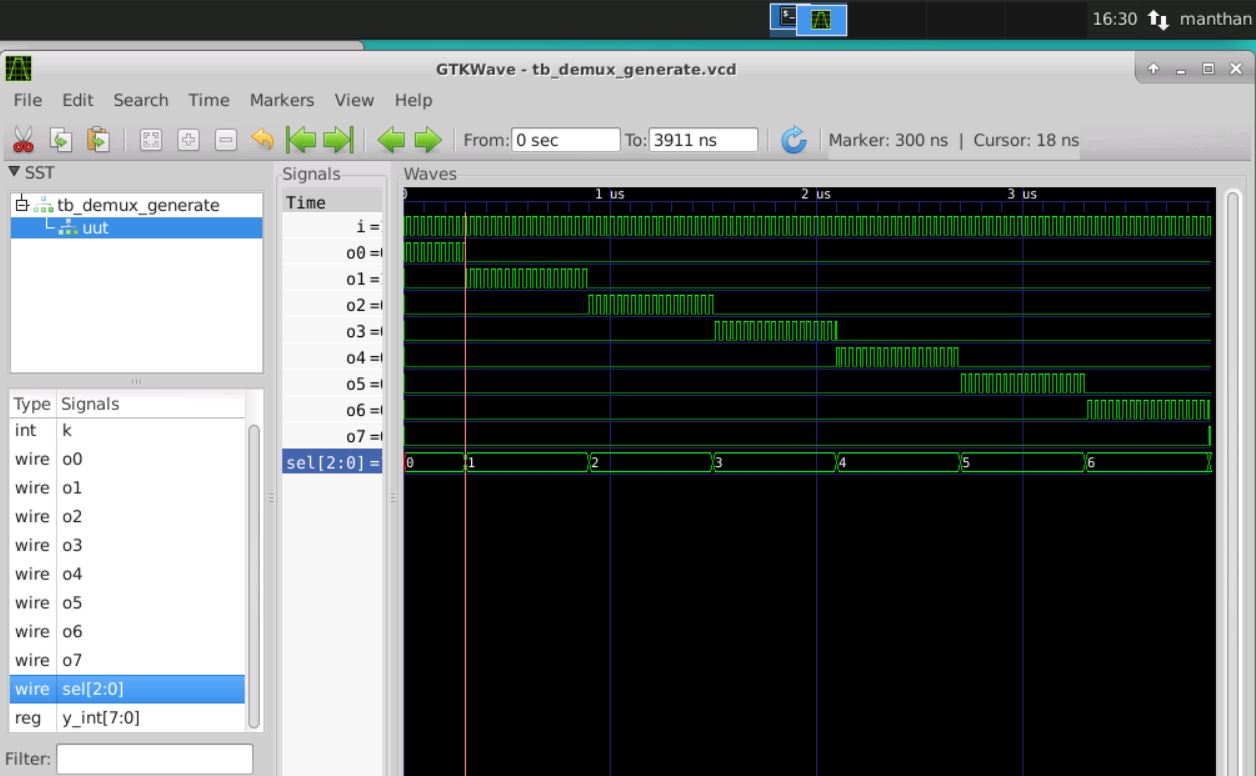 $_
16:30 manthan
GTKWave - tb_demux_generate.vcd
File Edit Search Time Markers View Help
From: 0 sec To: 3911 ns Marker: 300 ns | Cursor: 18 ns
SST
tb_demux_generate
uut
Type Signals
int k
wire o0
wire o1
wire o2
wire o3
wire o4
wire o5
wire o6
wire o7
wire sel[2:0]
reg y_int[7:0]
Filter:
Signals
Time
i =
o0 =
o1 =
o2 =
o3 =
o4 =
o5 =
o6 =
o7 =
sel[2:0] =
Waves
0 1 us 2 us 3 us
0 1 2 3 4 5 6